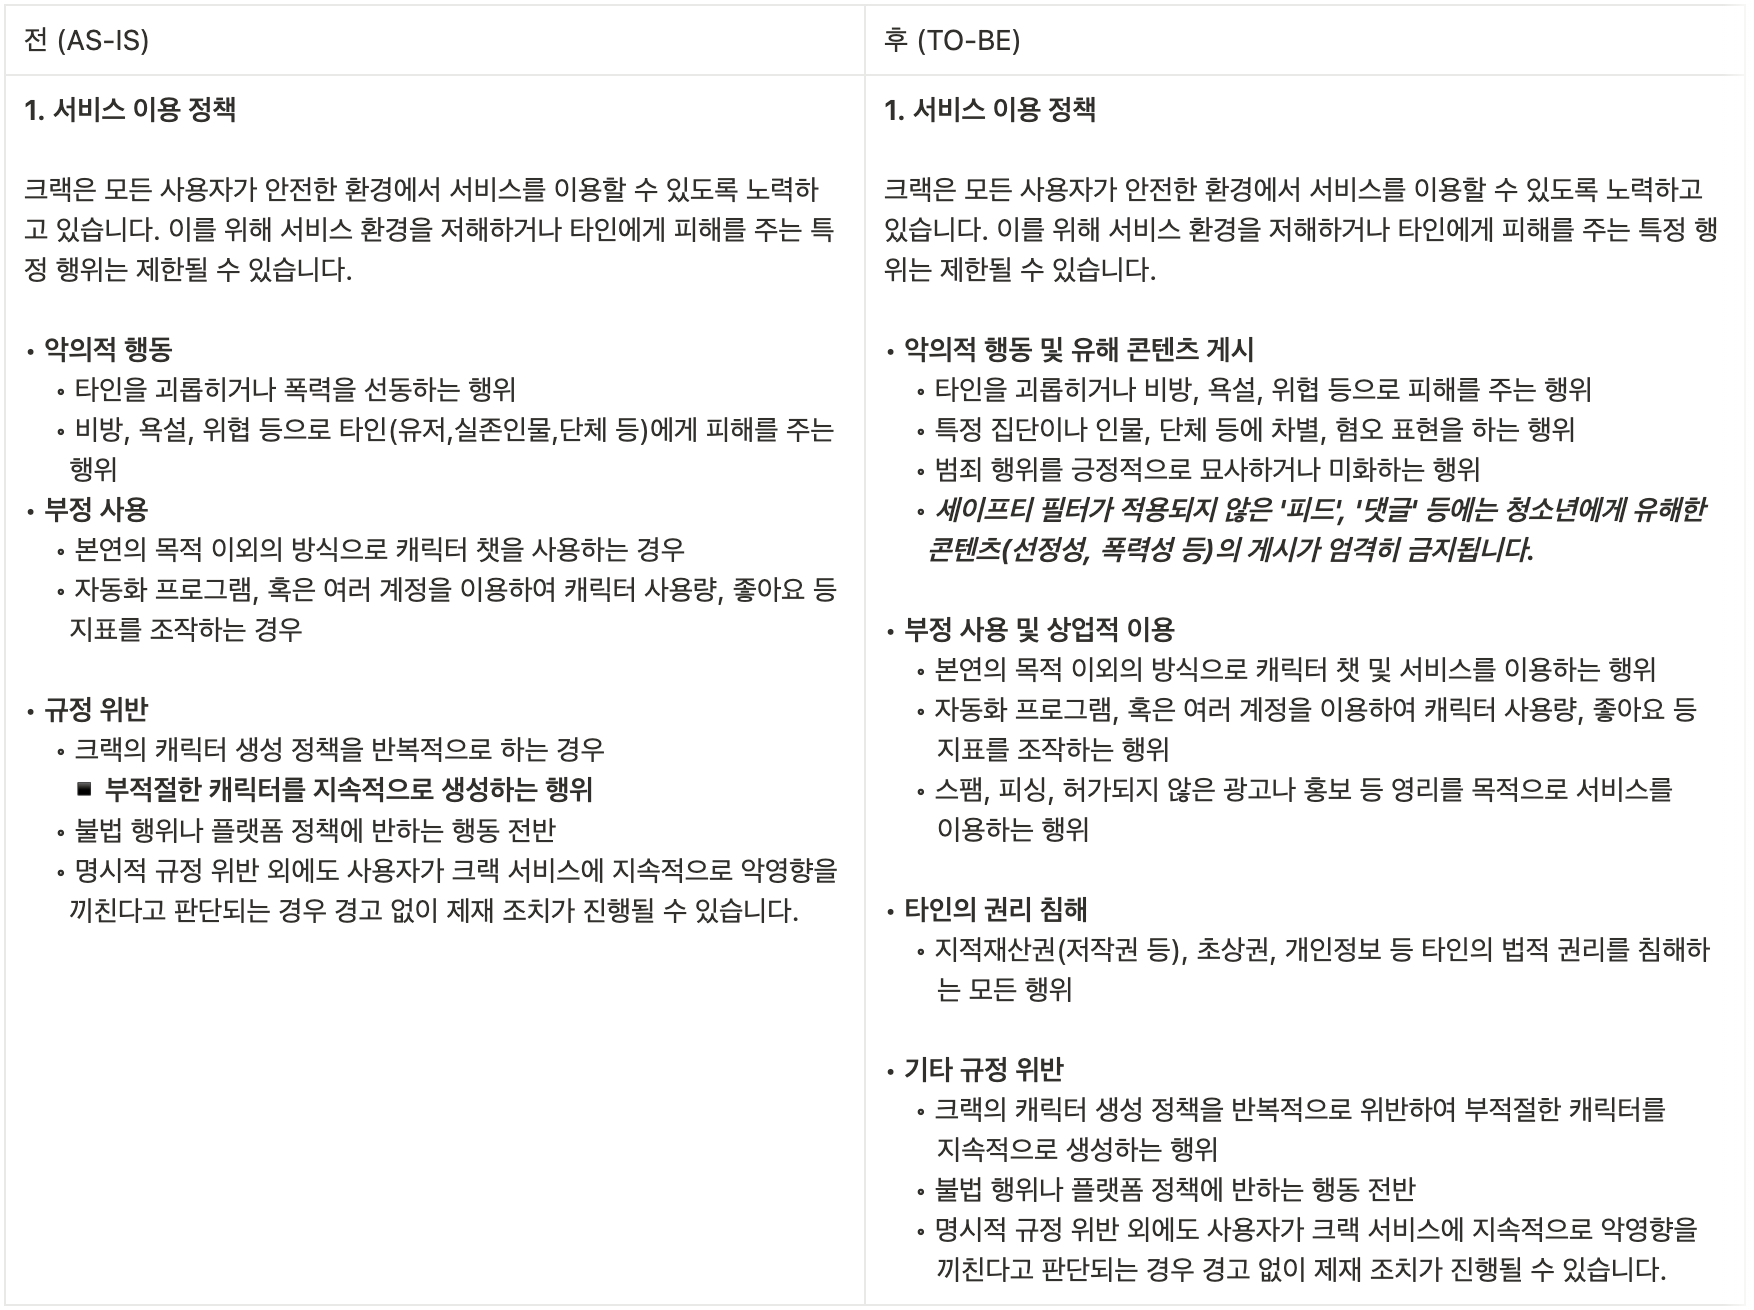 전 (AS-IS)
후 (TO-BE)
1. 서비스 이용 정책
크랙은 모든 사용자가 안전한 환경에서 서비스를 이용할 수 있도록 노력하
고 있습니다. 이를 위해 서비스 환경을 저해하거나 타인에게 피해를 주는 특
정 행위는 제한될 수 있습니다.
• 악의적 행동
◦ 타인을 괴롭히거나 폭력을 선동하는 행위
◦ 비방, 욕설, 위협 등으로 타인(유저,실존인물,단체 등)에게 피해를 주는
행위
• 부정 사용
◦ 본연의 목적 이외의 방식으로 캐릭터 챗을 사용하는 경우
◦ 자동화 프로그램, 혹은 여러 계정을 이용하여 캐릭터 사용량, 좋아요 등
지표를 조작하는 경우
• 규정 위반
◦ 크랙의 캐릭터 생성 정책을 반복적으로 하는 경우
▪ 부적절한 캐릭터를 지속적으로 생성하는 행위
◦ 불법 행위나 플랫폼 정책에 반하는 행동 전반
◦ 명시적 규정 위반 외에도 사용자가 크랙 서비스에 지속적으로 악영향을
끼친다고 판단되는 경우 경고 없이 제재 조치가 진행될 수 있습니다.
1. 서비스 이용 정책
크랙은 모든 사용자가 안전한 환경에서 서비스를 이용할 수 있도록 노력하고
있습니다. 이를 위해 서비스 환경을 저해하거나 타인에게 피해를 주는 특정 행
위는 제한될 수 있습니다.
• 악의적 행동 및 유해 콘텐츠 게시
◦ 타인을 괴롭히거나 비방, 욕설, 위협 등으로 피해를 주는 행위
◦ 특정 집단이나 인물, 단체 등에 차별, 혐오 표현을 하는 행위
◦ 범죄 행위를 긍정적으로 묘사하거나 미화하는 행위
◦ 세이프티 필터가 적용되지 않은 '피드', '댓글' 등에는 청소년에게 유해한
콘텐츠(선정성, 폭력성 등)의 게시가 엄격히 금지됩니다.
• 부정 사용 및 상업적 이용
◦ 본연의 목적 이외의 방식으로 캐릭터 챗 및 서비스를 이용하는 행위
◦ 자동화 프로그램, 혹은 여러 계정을 이용하여 캐릭터 사용량, 좋아요 등
지표를 조작하는 행위
◦ 스팸, 피싱, 허가되지 않은 광고나 홍보 등 영리를 목적으로 서비스를
이용하는 행위
• 타인의 권리 침해
◦ 지적재산권(저작권 등), 초상권, 개인정보 등 타인의 법적 권리를 침해하
는 모든 행위
• 기타 규정 위반
◦ 크랙의 캐릭터 생성 정책을 반복적으로 위반하여 부적절한 캐릭터를
지속적으로 생성하는 행위
◦ 불법 행위나 플랫폼 정책에 반하는 행동 전반
◦ 명시적 규정 위반 외에도 사용자가 크랙 서비스에 지속적으로 악영향을
끼친다고 판단되는 경우 경고 없이 제재 조치가 진행될 수 있습니다.